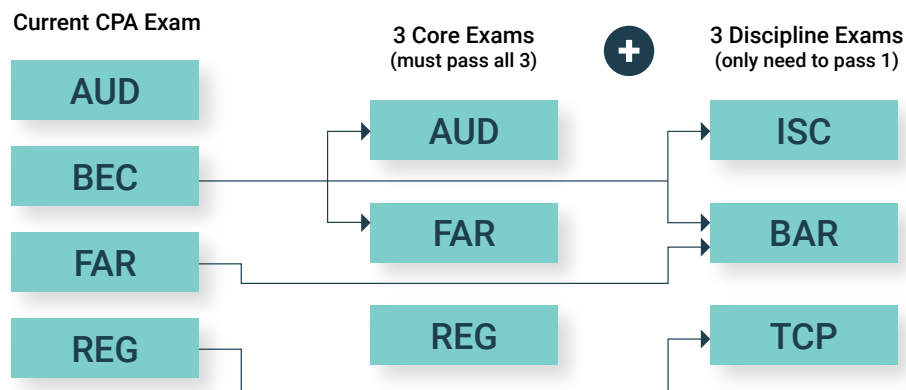 Current CPA Exam
AUD
BEC
FAR
REG
3 Core Exams
(must pass all 3)
AUD
FAR
REG
+
3 Discipline Exams
(only need to pass 1)
ISC
BAR
TCP